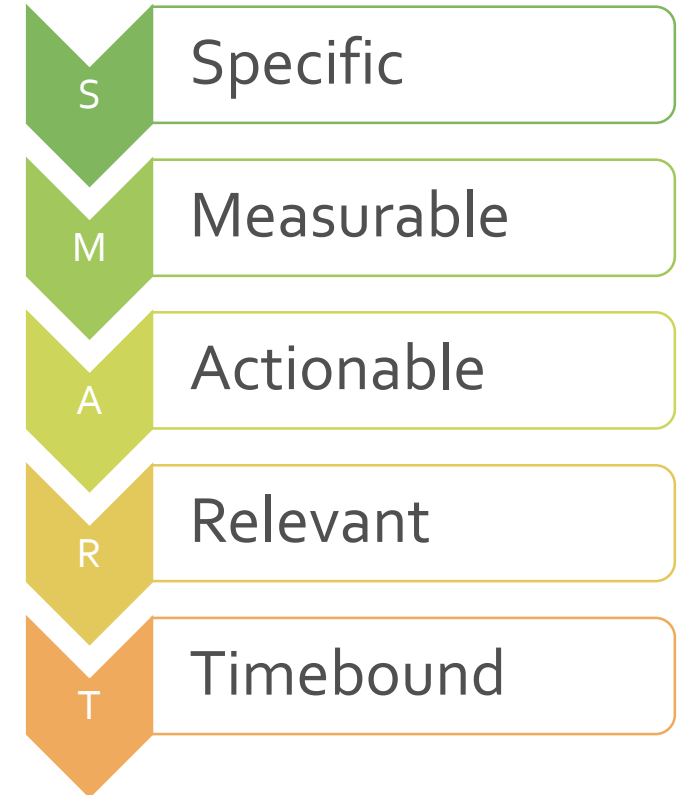 S
Specific
M
Measurable
A
Actionable
R
Relevant
T
Timebound